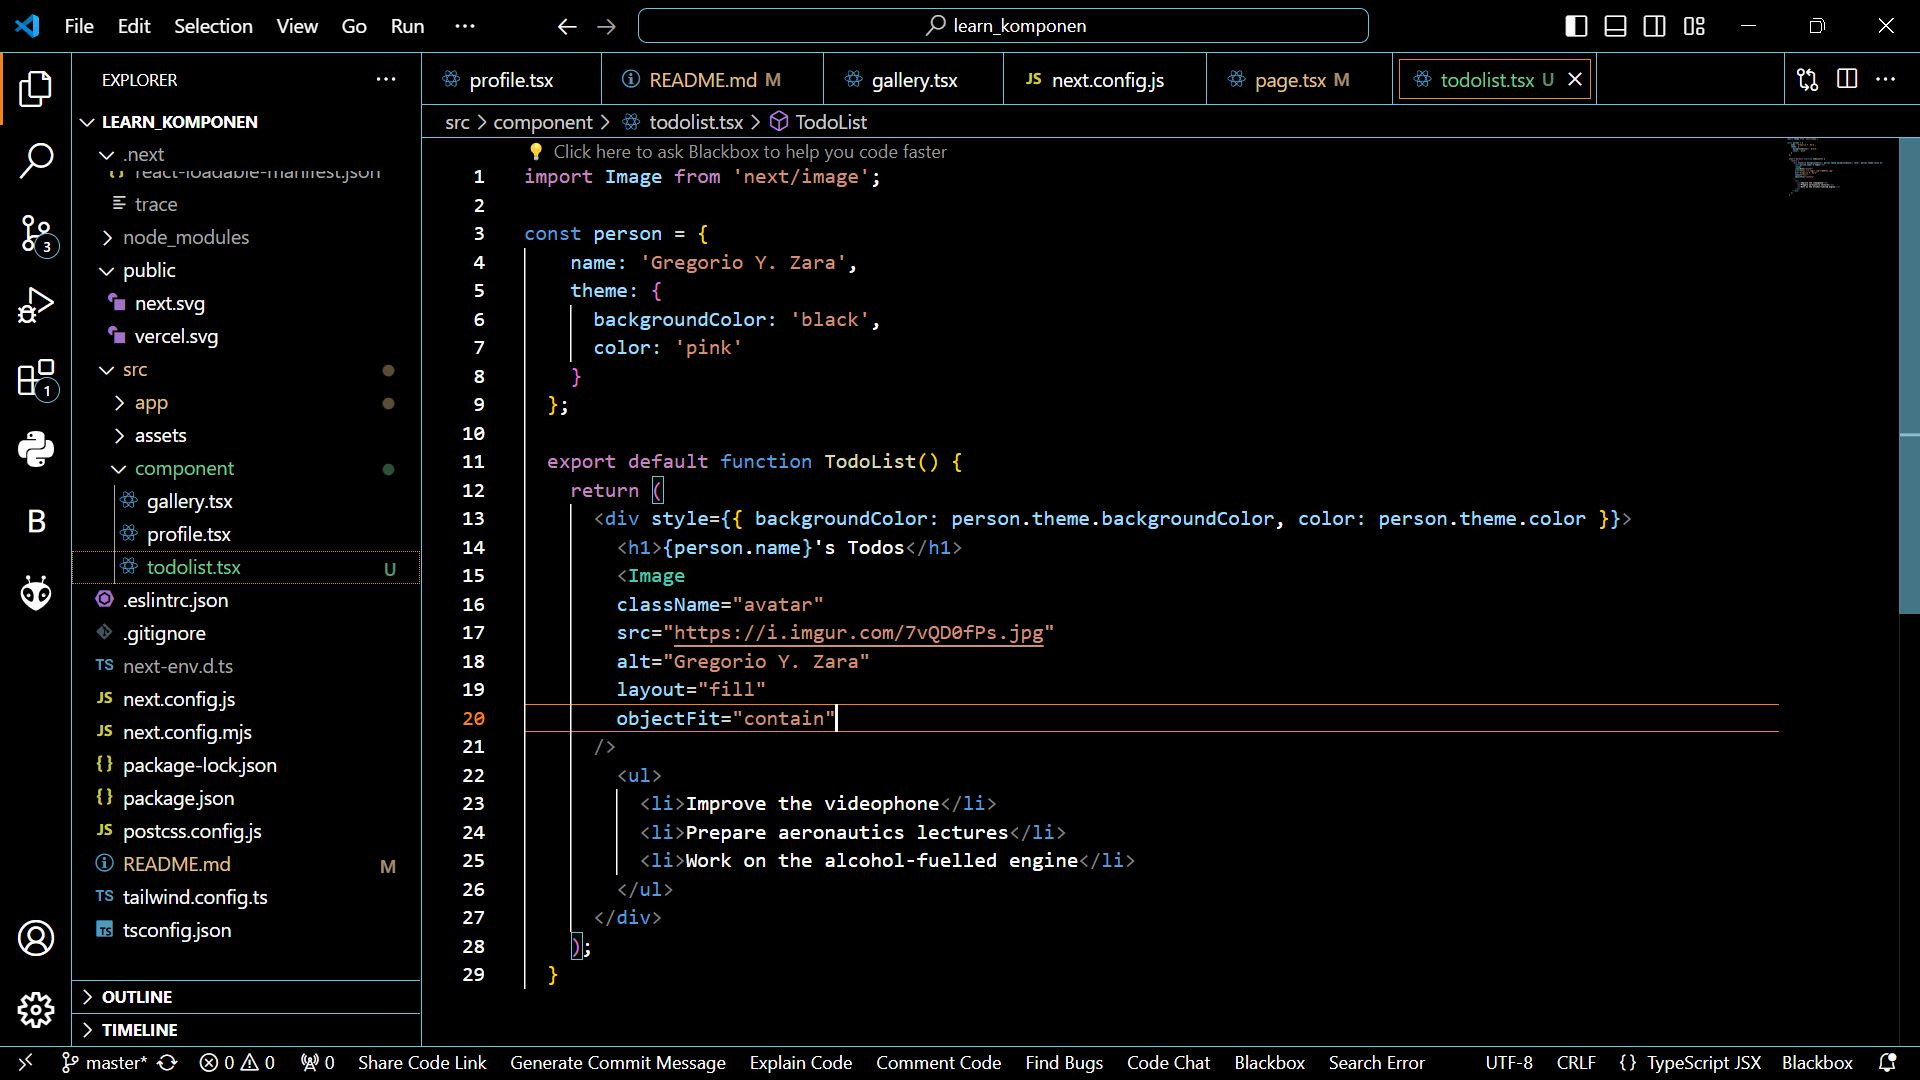 File Edit Selection View Go Run ···
learn_komponen
EXPLORER ···
LEARN_KOMPONEN
.next
react-loadable-manifest.json
trace
node_modules
public
next.svg
vercel.svg
src
app
assets
component
gallery.tsx
profile.tsx
todolist.tsx U
.eslintrc.json
.gitignore
TS next-env.d.ts
JS next.config.js
JS next.config.mjs
{} package-lock.json
{} package.json
JS postcss.config.js
README.md M
TS tailwind.config.ts
TS tsconfig.json
OUTLINE
TIMELINE
3
1
B
profile.tsx
README.md M
gallery.tsx
JS next.config.js
page.tsx M
todolist.tsx U
src > component > todolist.tsx > TodoList
Click here to ask Blackbox to help you code faster
1 import Image from 'next/image';
2
3 const person = {
4 name: 'Gregorio Y. Zara',
5 theme: {
6 backgroundColor: 'black',
7 color: 'pink'
8 }
9 };
10
11 export default function TodoList() {
12 return (
13 <div style={{ backgroundColor: person.theme.backgroundColor, color: person.theme.color }}>
14 <h1>{person.name}'s Todos</h1>
15 <Image
16 className="avatar"
17 src="https://i.imgur.com/7vQD0fPs.jpg"
18 alt="Gregorio Y. Zara"
19 layout="fill"
20 objectFit="contain"
21 />
22 <ul>
23 <li>Improve the videophone</li>
24 <li>Prepare aeronautics lectures</li>
25 <li>Work on the alcohol-fuelled engine</li>
26 </ul>
27 </div>
28 );
29 }
master* 0 0 0 Share Code Link Generate Commit Message Explain Code Comment Code Find Bugs Code Chat Blackbox Search Error UTF-8 CRLF {} TypeScript JSX Blackbox